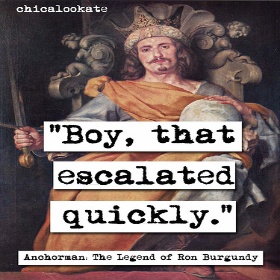 chicalookate
"Boy, that
escalated
quickly."
Anchorman: The Legend of Ron Burgundy